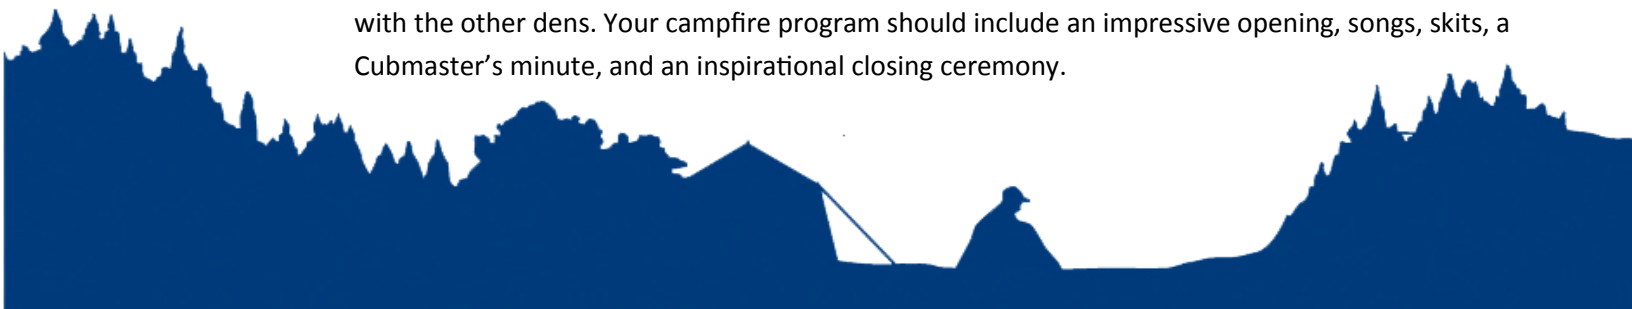 with the other dens. Your campfire program should include an impressive opening, songs, skits, a
Cubmaster’s minute, and an inspirational closing ceremony.